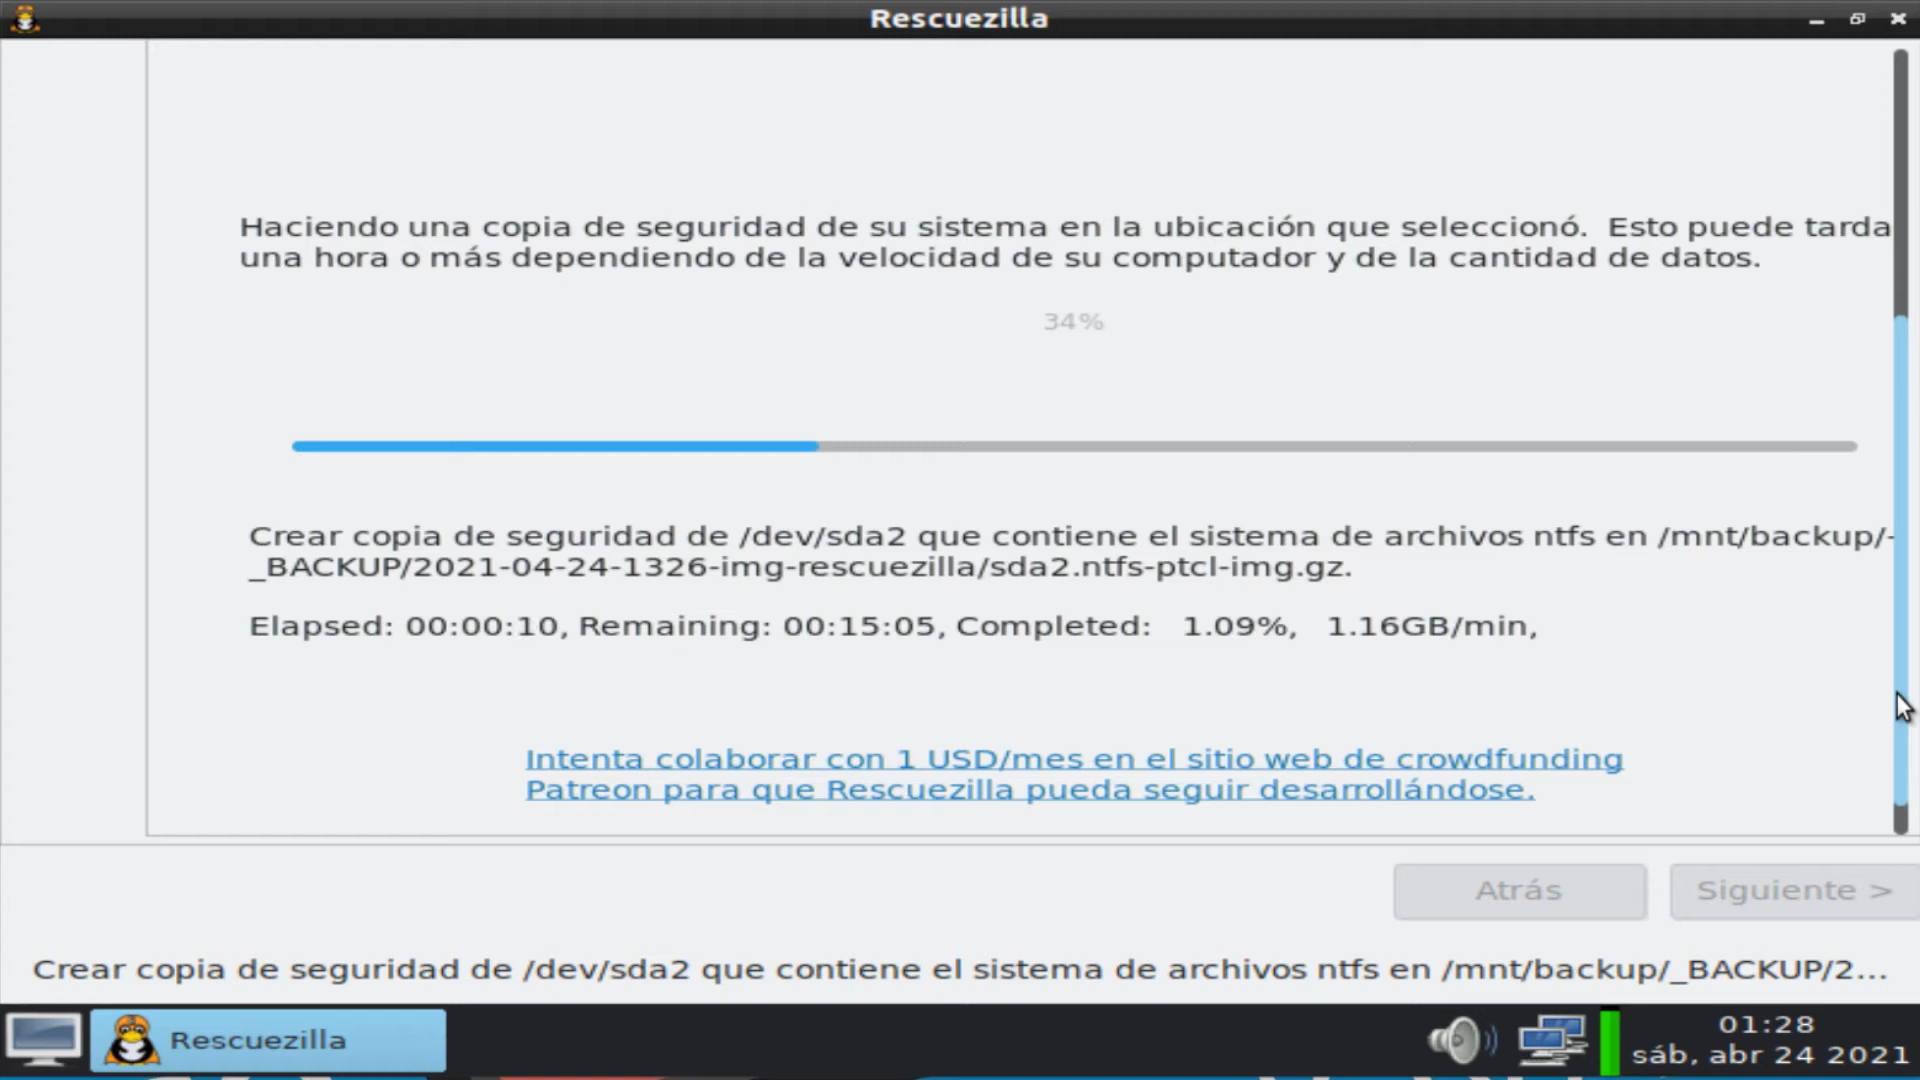 Rescuezilla
Haciendo una copia de seguridad de su sistema en la ubicación que seleccionó.  Esto puede tarda
una hora o más dependiendo de la velocidad de su computador y de la cantidad de datos.
34%
Crear copia de seguridad de /dev/sda2 que contiene el sistema de archivos ntfs en /mnt/backup/-
_BACKUP/2021-04-24-1326-img-rescuezilla/sda2.ntfs-ptcl-img.gz.
Elapsed: 00:00:10, Remaining: 00:15:05, Completed:   1.09%,   1.16GB/min,
Intenta colaborar con 1 USD/mes en el sitio web de crowdfunding
Patreon para que Rescuezilla pueda seguir desarrollándose.
Atrás
Siguiente >
Crear copia de seguridad de /dev/sda2 que contiene el sistema de archivos ntfs en /mnt/backup/_BACKUP/2...
Rescuezilla
01:28
sáb, abr 24 2021